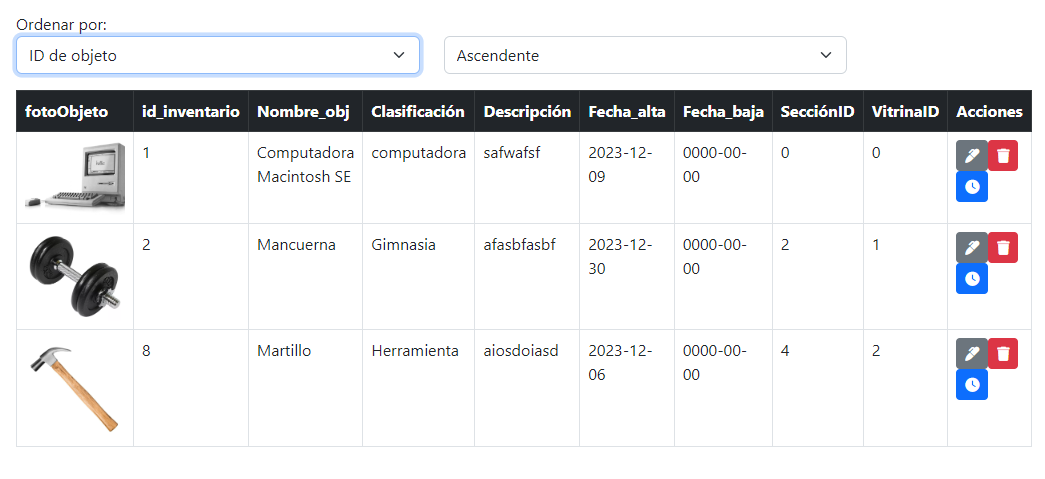 Ordenar por:
ID de objeto Ascendente
fotoObjeto id_inventario Nombre_obj Clasificación Descripción Fecha_alta Fecha_baja SecciónID VitrinaID Acciones
1 Computadora computadora safwafsf 2023-12- 0000-00- 0 0
Macintosh SE 09 00
2 Mancuerna Gimnasia afasbfasbf 2023-12- 0000-00- 2 1
30 00
8 Martillo Herramienta aiosdoiasd 2023-12- 0000-00- 4 2
06 00